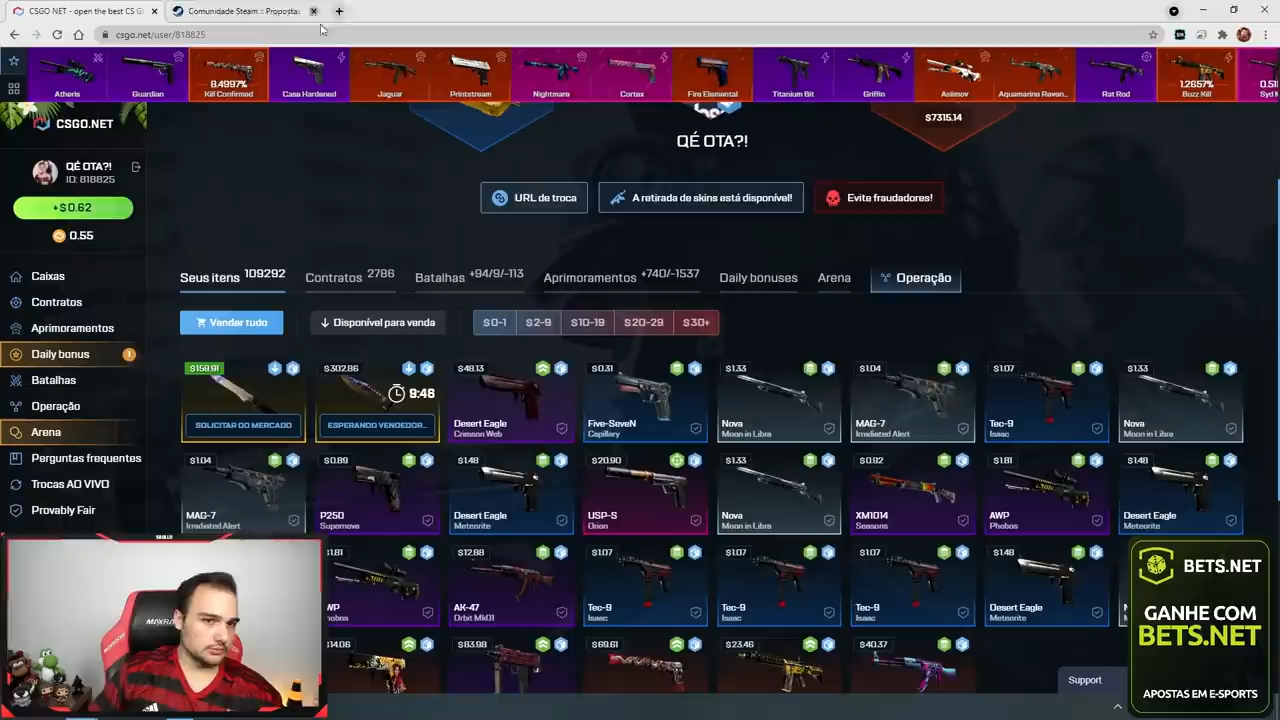 CSGO.NET - open the best CS G
Comunidade Steam :: Proposta
csgo.net/user/818825
Atheris
Guardian
8.4997%
Kill Confirmed
Case Hardened
Jaguar
Printstream
Nightmare
Cortex
Fire Elemental
Titanium Bit
Griffin
Asiimov
Aquamarine Reven...
Rat Rod
1.2657%
Buzz Kill
0.51
Syd M
CSGO.NET
QÉ OTA?!
ID: 818825
+$0.62
0.55
Caixas
Contratos
Aprimoramentos
Daily bonus
1
Batalhas
Operação
Arena
Perguntas frequentes
Trocas AO VIVO
Provably Fair
$7315.14
QÉ OTA?!
URL de troca
A retirada de skins está disponível!
Evite fraudadores!
Seus itens 109292
Contratos 2786
Batalhas +94/9/-113
Aprimoramentos +740/-1537
Daily bonuses
Arena
Operação
Vender tudo
Disponível para venda
$0-1
$2-9
$10-19
$20-29
$30+
$159.91
SOLICITAR DO MERCADO
$302.86
9:46
ESPERANDO VENDEDOR...
$48.13
Desert Eagle
Crimson Web
$0.31
Five-SeveN
Capillary
$1.33
Nova
Moon in Libra
$1.04
MAG-7
Irradiated Alert
$1.07
Tec-9
Isaac
$1.33
Nova
Moon in Libra
$1.04
MAG-7
Irradiated Alert
$0.89
P250
Supernova
$1.48
Desert Eagle
Meteorite
$20.90
USP-S
Orion
$1.33
Nova
Moon in Libra
$0.92
XM1014
Seasons
$1.81
AWP
Phobos
$1.48
Desert Eagle
Meteorite
1.81
WP
hobos
$12.88
AK-47
Orbit Mk01
$1.07
Tec-9
Isaac
$1.07
Tec-9
Isaac
$1.07
Tec-9
Isaac
$1.48
Desert Eagle
Meteorite
14.06
$83.98
$69.61
$23.46
$40.37
Support
BETS.NET
GANHE COM
BETS.NET
APOSTAS EM E-SPORTS